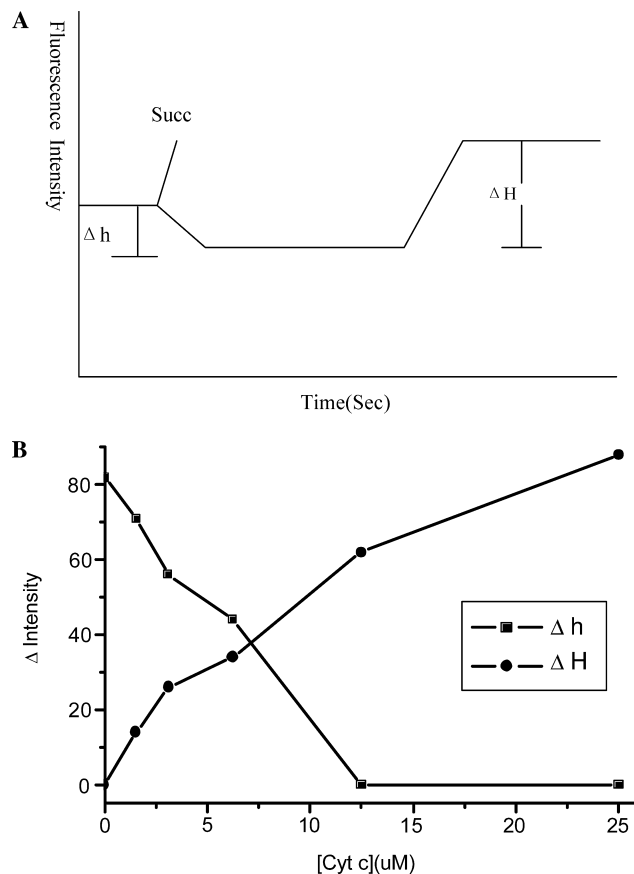 A
Fluorescence Intensity
Succ
Δ h
Δ H
Time(Sec)
B
Δ Intensity
80
60
40
20
0
Δ h
Δ H
0 5 10 15 20 25
[Cyt c](uM)